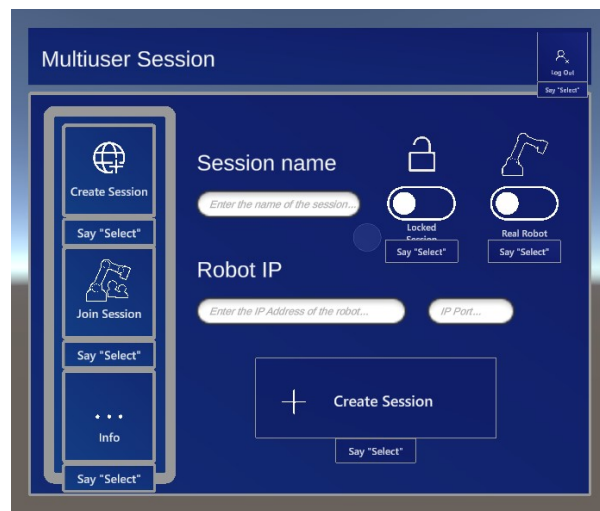 Multiuser Session
Log Out
Say "Select"
Create Session
Say "Select"
Join Session
Say "Select"
...
Info
Say "Select"
Session name
Enter the name of the session...
Locked
Session
Say "Select"
Real Robot
Say "Select"
Robot IP
Enter the IP Address of the robot...
IP Port...
Create Session
Say "Select"